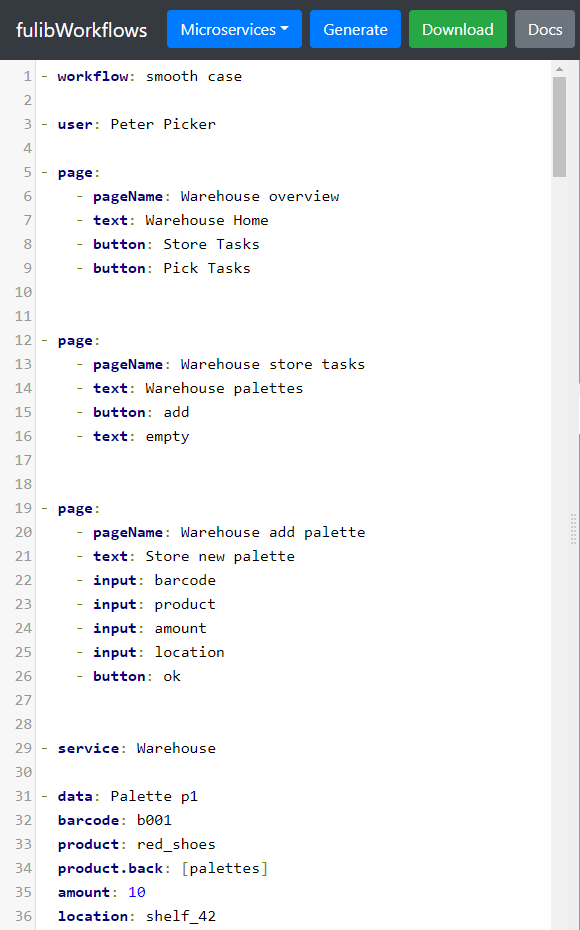 fulibWorkflows Microservices Generate Download Docs
1 - workflow: smooth case
2
3 - user: Peter Picker
4
5 - page:
6 - pageName: Warehouse overview
7 - text: Warehouse Home
8 - button: Store Tasks
9 - button: Pick Tasks
10
11
12 - page:
13 - pageName: Warehouse store tasks
14 - text: Warehouse palettes
15 - button: add
16 - text: empty
17
18
19 - page:
20 - pageName: Warehouse add palette
21 - text: Store new palette
22 - input: barcode
23 - input: product
24 - input: amount
25 - input: location
26 - button: ok
27
28
29 - service: Warehouse
30
31 - data: Palette p1
32 barcode: b001
33 product: red_shoes
34 product.back: [palettes]
35 amount: 10
36 location: shelf_42